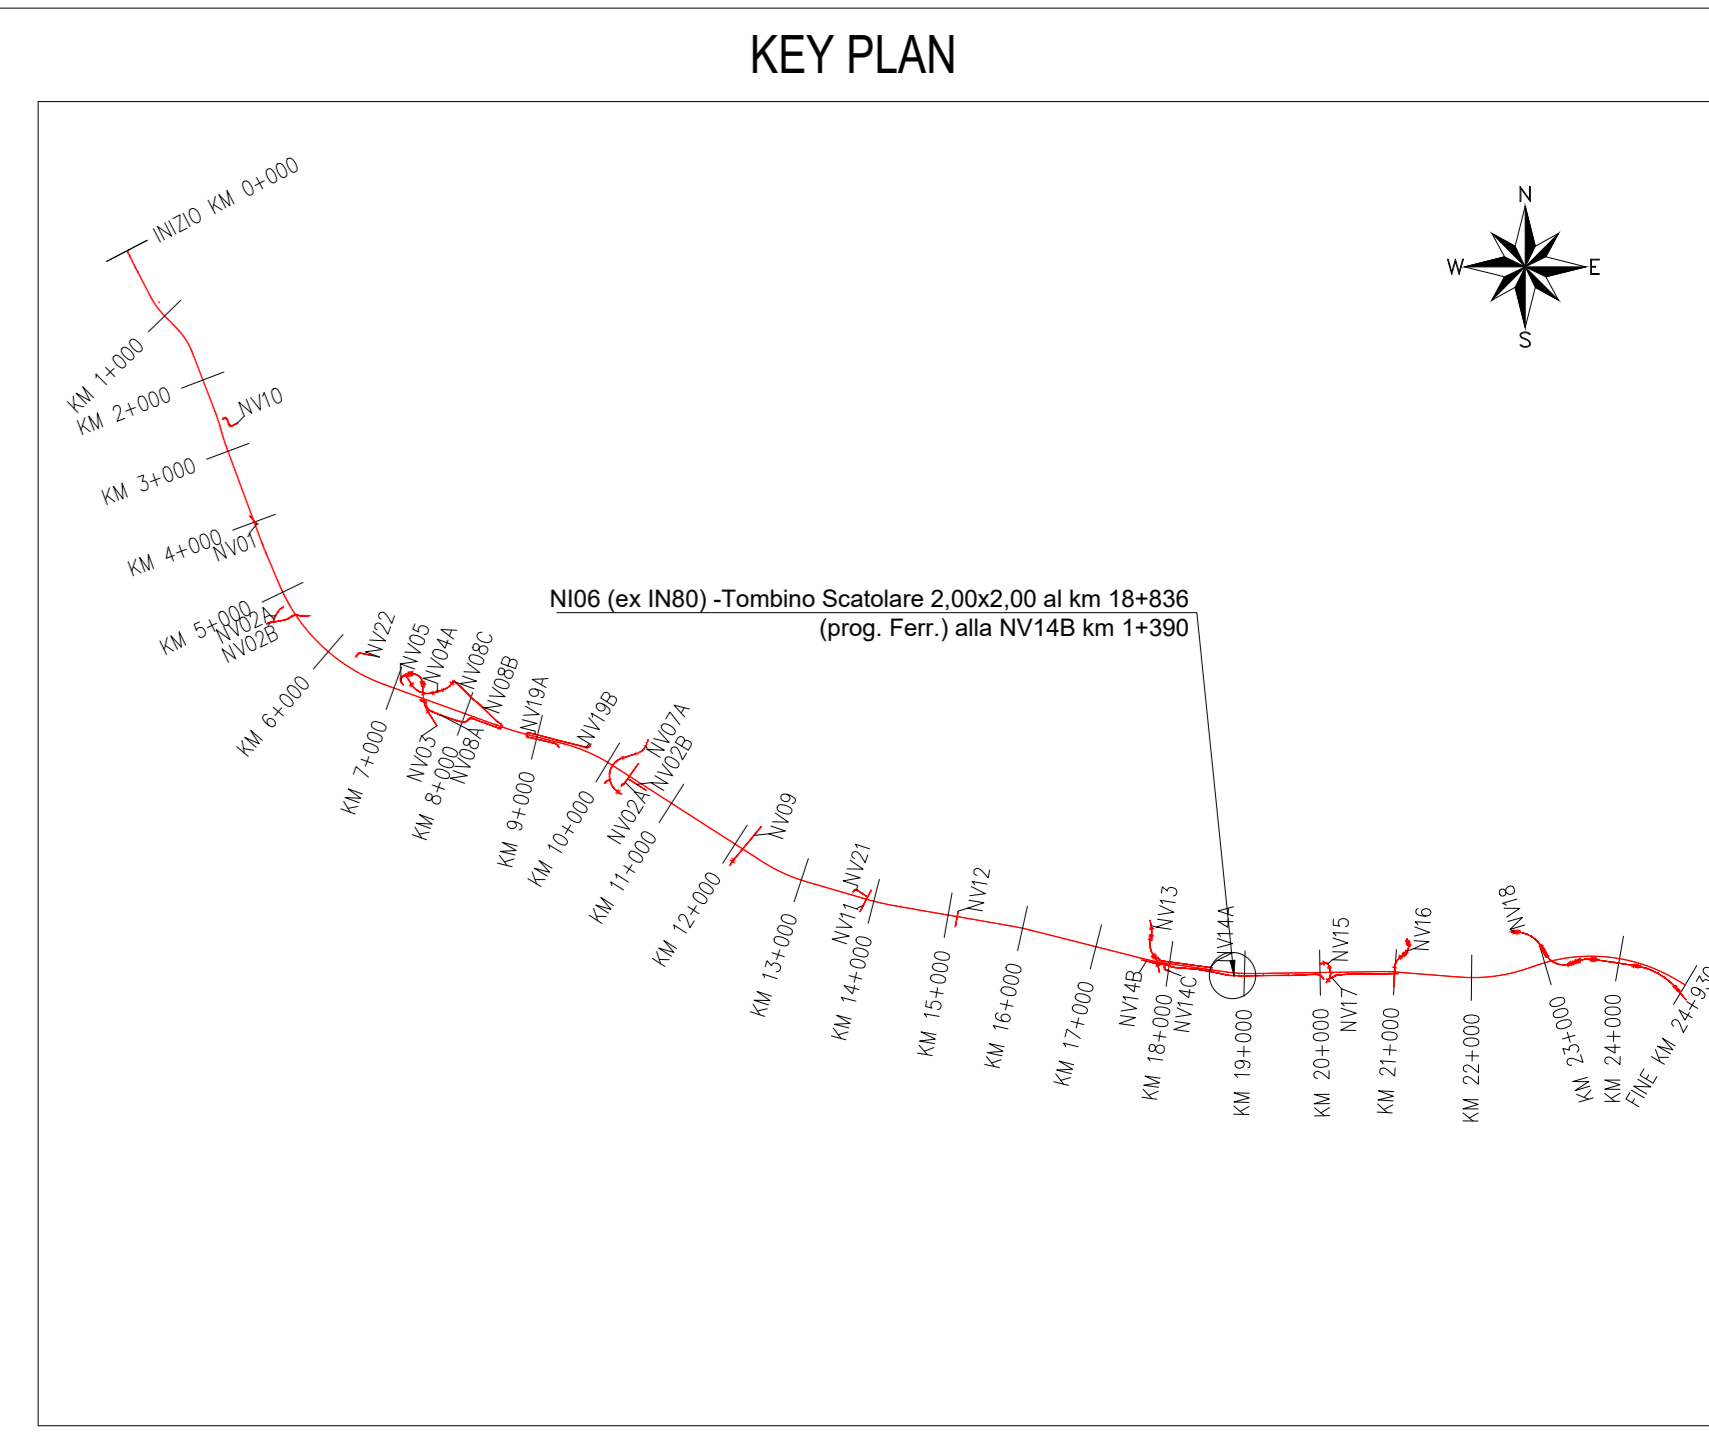 KEY PLAN
INIZIO KM 0+000
N
W
E
S
KM 1+000
KM 2+000
NV10
KM 3+000
KM 4+000
NV01
KM 5+000
NV02A
NV02B
NI06 (ex IN80) -Tombino Scatolare 2,00x2,00 al km 18+836
(prog. Ferr.) alla NV14B km 1+390
KM 6+000
NV22
NV05
NV04A
NV08C
NV08B
KM 7+000
NV03
KM 8+000
NV08A
NV19A
NV19B
KM 9+000
NV07A
NV02B
NV02A
KM 10+000
KM 11+000
NV09
KM 12+000
KM 13+000
NV21
NV11
KM 14+000
NV12
KM 15+000
KM 16+000
KM 17+000
NV13
NV14B
KM 18+000
NV14C
NV14A
KM 19+000
NV15
KM 20+000
NV17
NV16
KM 21+000
KM 22+000
NV18
KM 23+000
KM 24+000
FINE KM 24+930